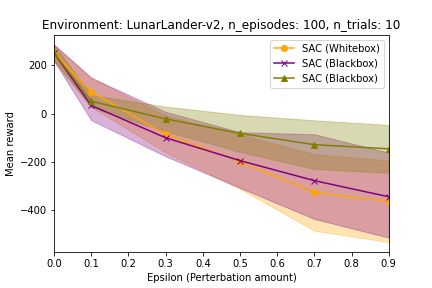 Environment: LunarLander-v2, n_episodes: 100, n_trials: 10
SAC (Whitebox)
SAC (Blackbox)
SAC (Blackbox)
Mean reward
200
0
−200
−400
0.0 0.1 0.2 0.3 0.4 0.5 0.6 0.7 0.8 0.9
Epsilon (Perterbation amount)